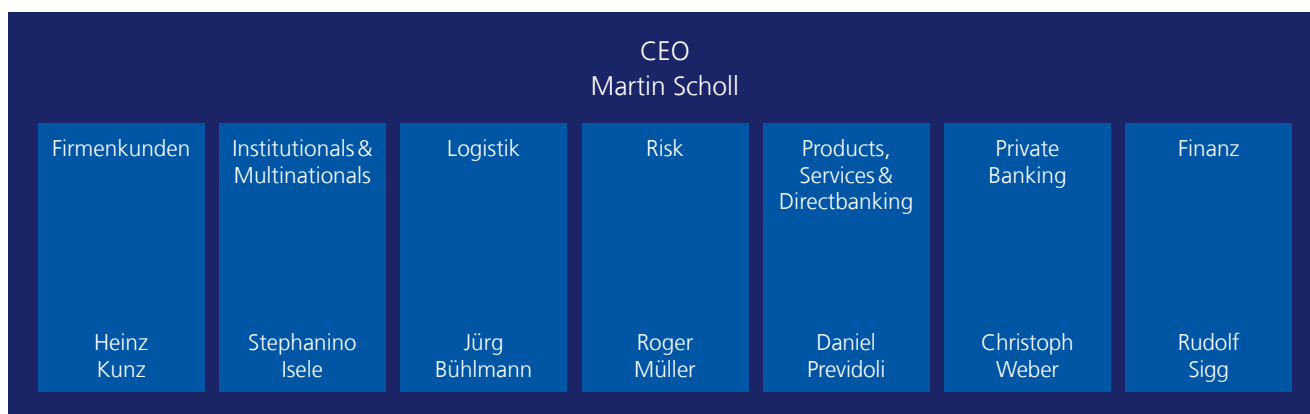 CEO
Martin Scholl
Firmenkunden
Heinz
Kunz
Institutionals &
Multinationals
Stephanino
Isele
Logistik
Jürg
Bühlmann
Risk
Roger
Müller
Products,
Services &
Directbanking
Daniel
Previdoli
Private
Banking
Christoph
Weber
Finanz
Rudolf
Sigg